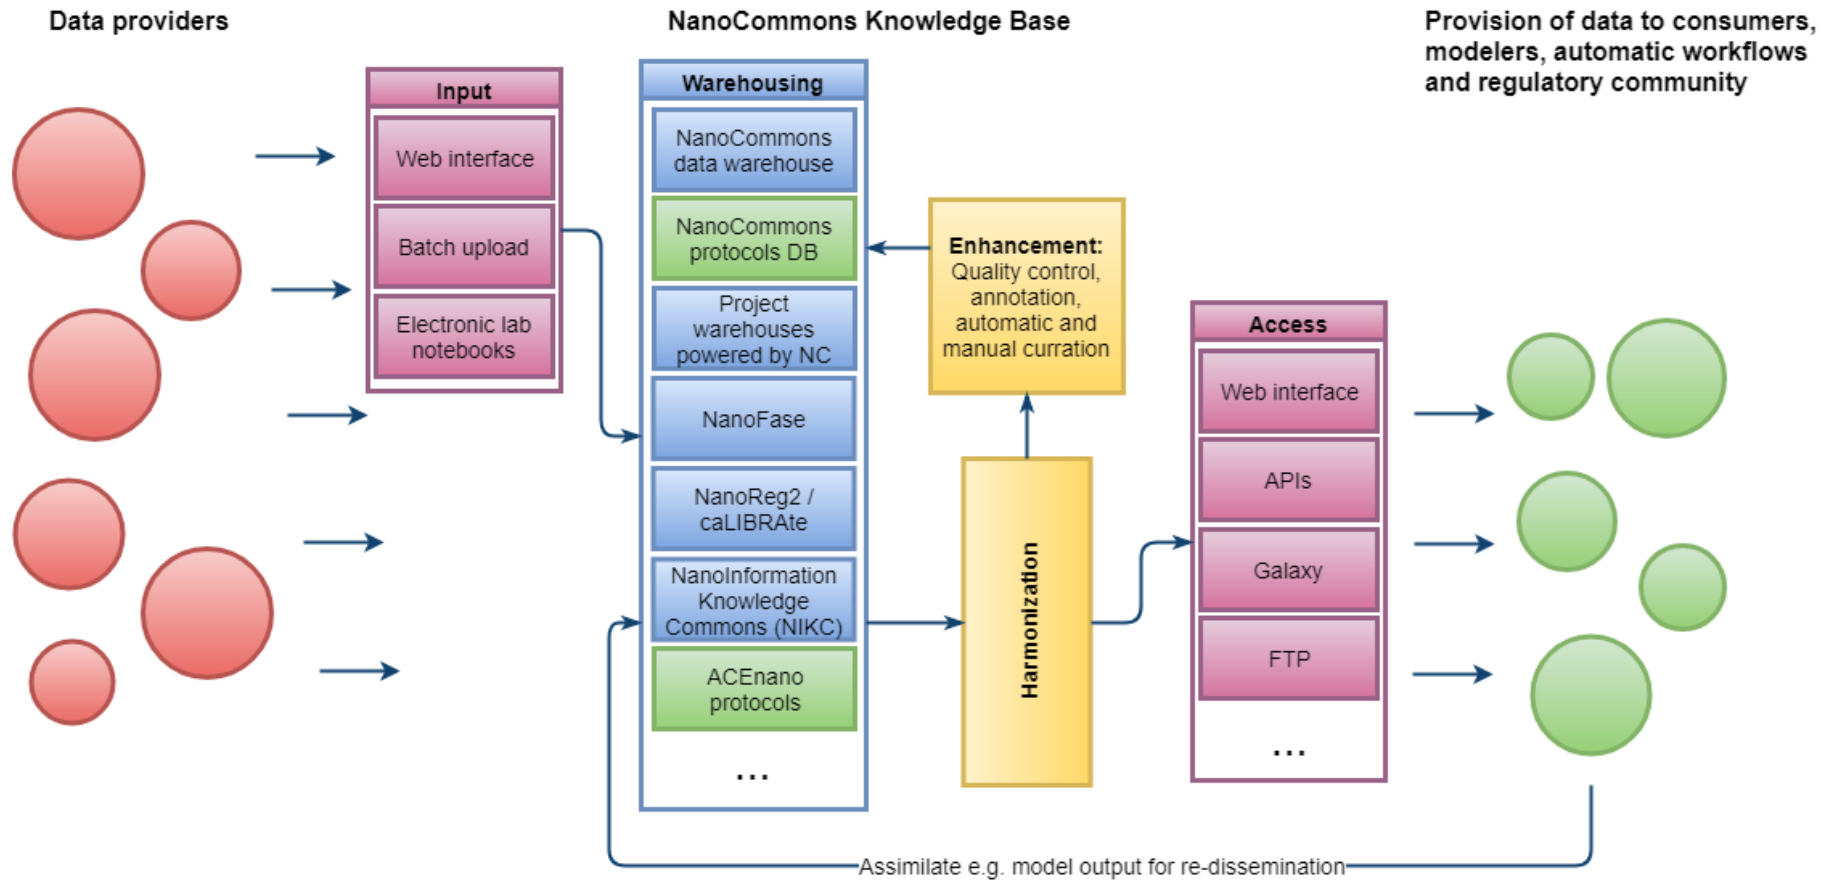 Data providers
NanoCommons Knowledge Base
Provision of data to consumers,
modelers, automatic workflows
and regulatory community
Input
Web interface
Batch upload
Electronic lab
notebooks
Warehousing
NanoCommons
data warehouse
NanoCommons
protocols DB
Project
warehouses
powered by NC
NanoFase
NanoReg2 /
caLIBRAte
NanoInformation
Knowledge
Commons (NIKC)
ACEnano
protocols
...
Enhancement:
Quality control,
annotation,
automatic and
manual curration
Harmonization
Access
Web interface
APIs
Galaxy
FTP
...
Assimilate e.g. model output for re-dissemination